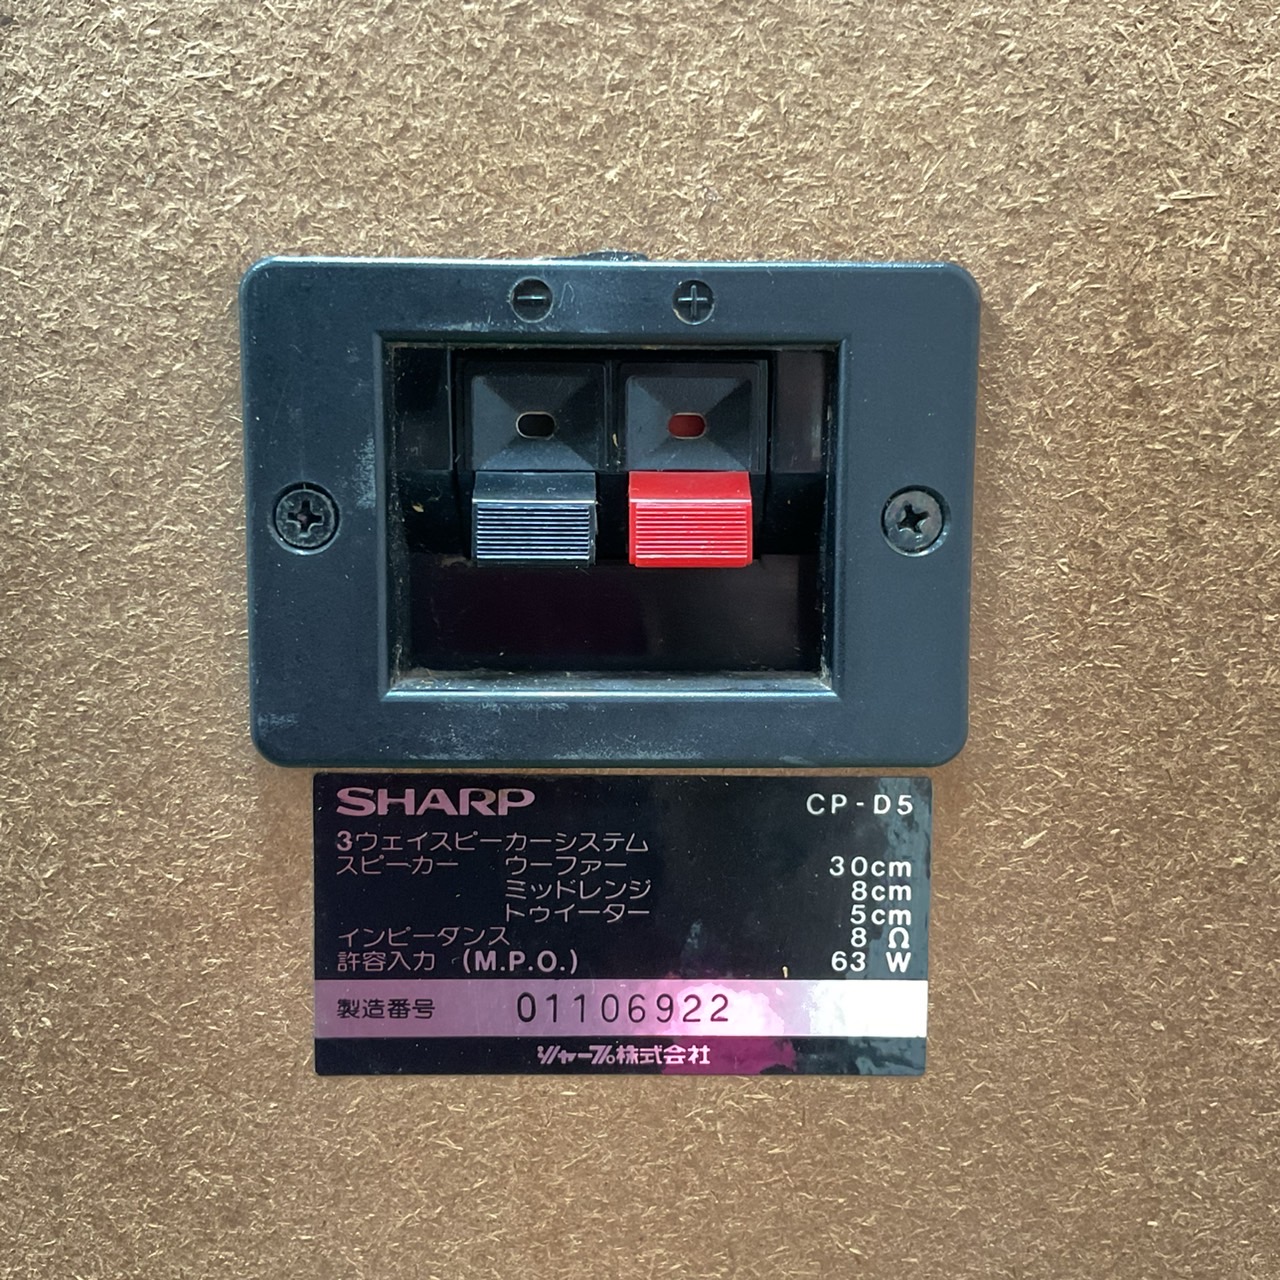 ⊖ ⊕
SHARP CP-D5
3ウェイスピーカーシステム
スピーカー ウーファー 30cm
ミッドレンジ 8cm
トゥイーター 5cm
インピーダンス 8 Ω
許容入力 (M.P.O.) 63 W
製造番号 01106922
シャープ株式会社